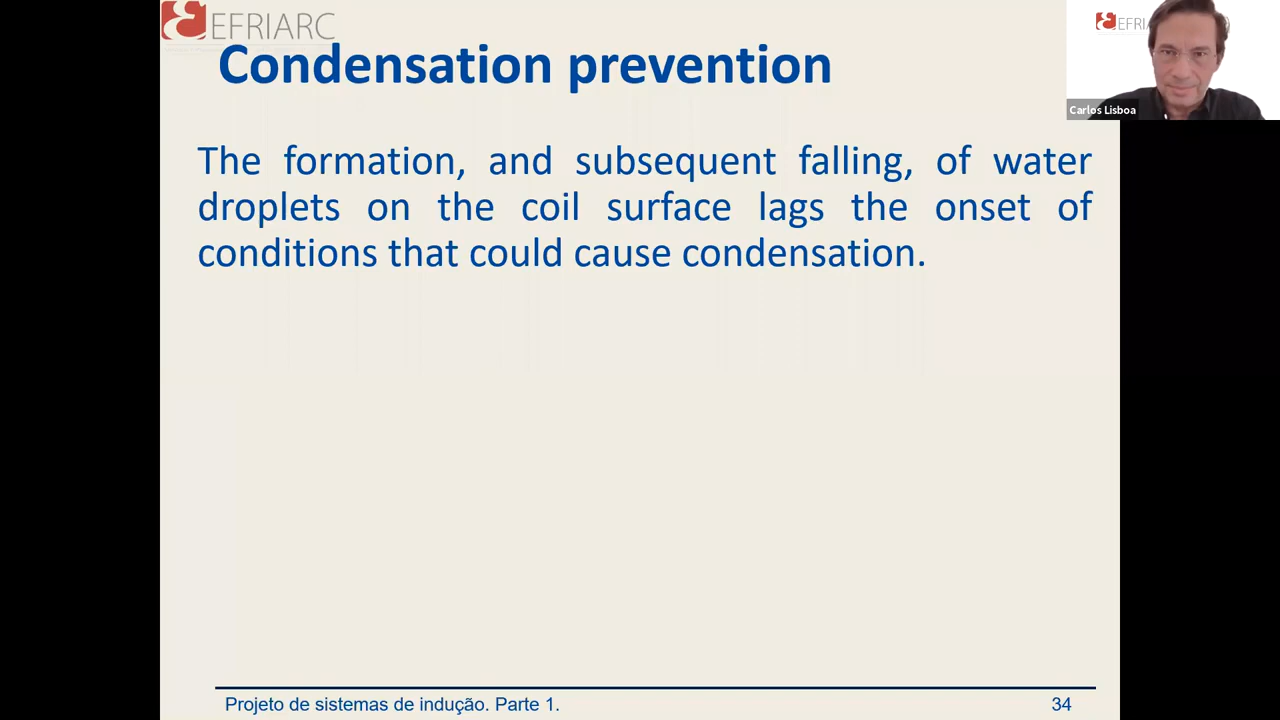 EFRIARC
Condensation prevention
The formation, and subsequent falling, of water
droplets on the coil surface lags the onset of
conditions that could cause condensation.
Projeto de sistemas de indução. Parte 1.
34
EFRIA
Carlos Lisboa